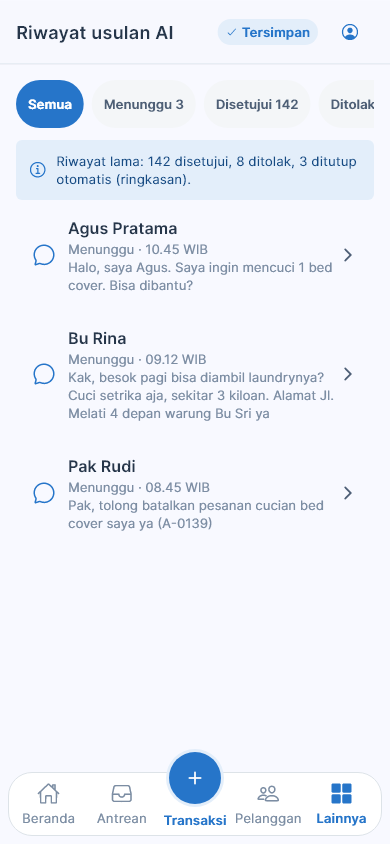 Riwayat usulan AI
Tersimpan
Semua
Menunggu 3
Disetujui 142
Ditolak
Riwayat lama: 142 disetujui, 8 ditolak, 3 ditutup
otomatis (ringkasan).
Agus Pratama
Menunggu · 10.45 WIB
Halo, saya Agus. Saya ingin mencuci 1 bed
cover. Bisa dibantu?
Bu Rina
Menunggu · 09.12 WIB
Kak, besok pagi bisa diambil laundrynya?
Cuci setrika aja, sekitar 3 kiloan. Alamat Jl.
Melati 4 depan warung Bu Sri ya
Pak Rudi
Menunggu · 08.45 WIB
Pak, tolong batalkan pesanan cucian bed
cover saya ya (A-0139)
Beranda
Antrean
Transaksi
Pelanggan
Lainnya